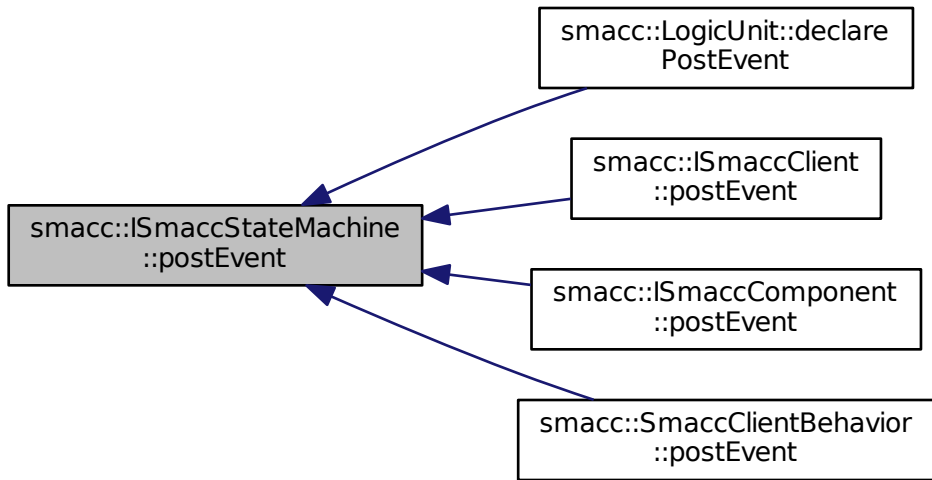 smacc::LogicUnit::declare
PostEvent
smacc::ISmaccClient
::postEvent
smacc::ISmaccStateMachine
::postEvent
smacc::ISmaccComponent
::postEvent
smacc::SmaccClientBehavior
::postEvent